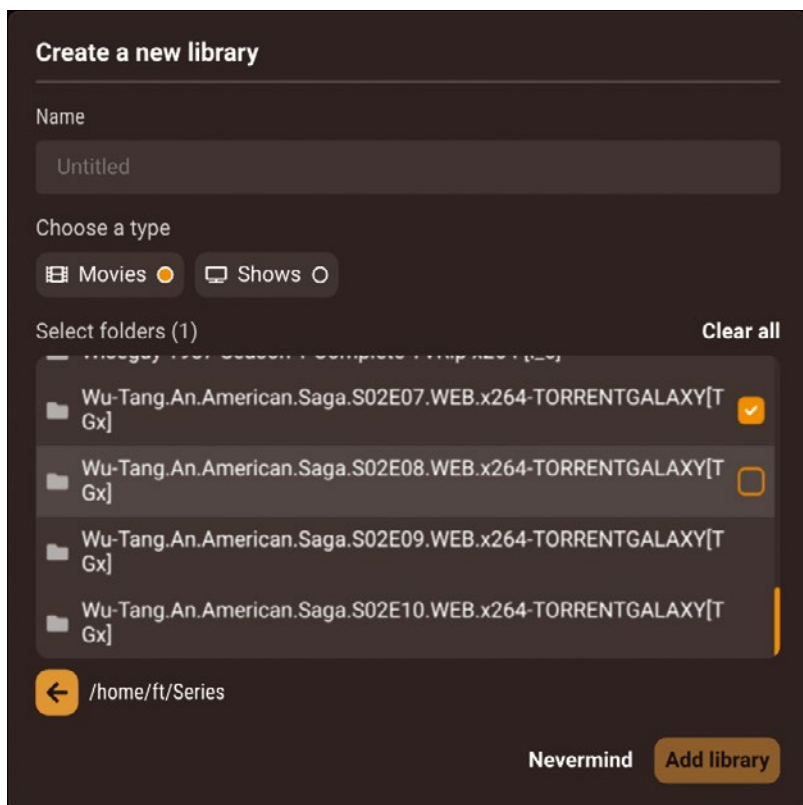 Create a new library
Name
Untitled
Choose a type
Movies
Shows
Select folders (1)
Clear all
Wu-Tang.An.American.Saga.S02E07.WEB.x264-TORRENTGALAXY[T
Gx]
Wu-Tang.An.American.Saga.S02E08.WEB.x264-TORRENTGALAXY[T
Gx]
Wu-Tang.An.American.Saga.S02E09.WEB.x264-TORRENTGALAXY[T
Gx]
Wu-Tang.An.American.Saga.S02E10.WEB.x264-TORRENTGALAXY[T
Gx]
/home/ft/Series
Nevermind
Add library